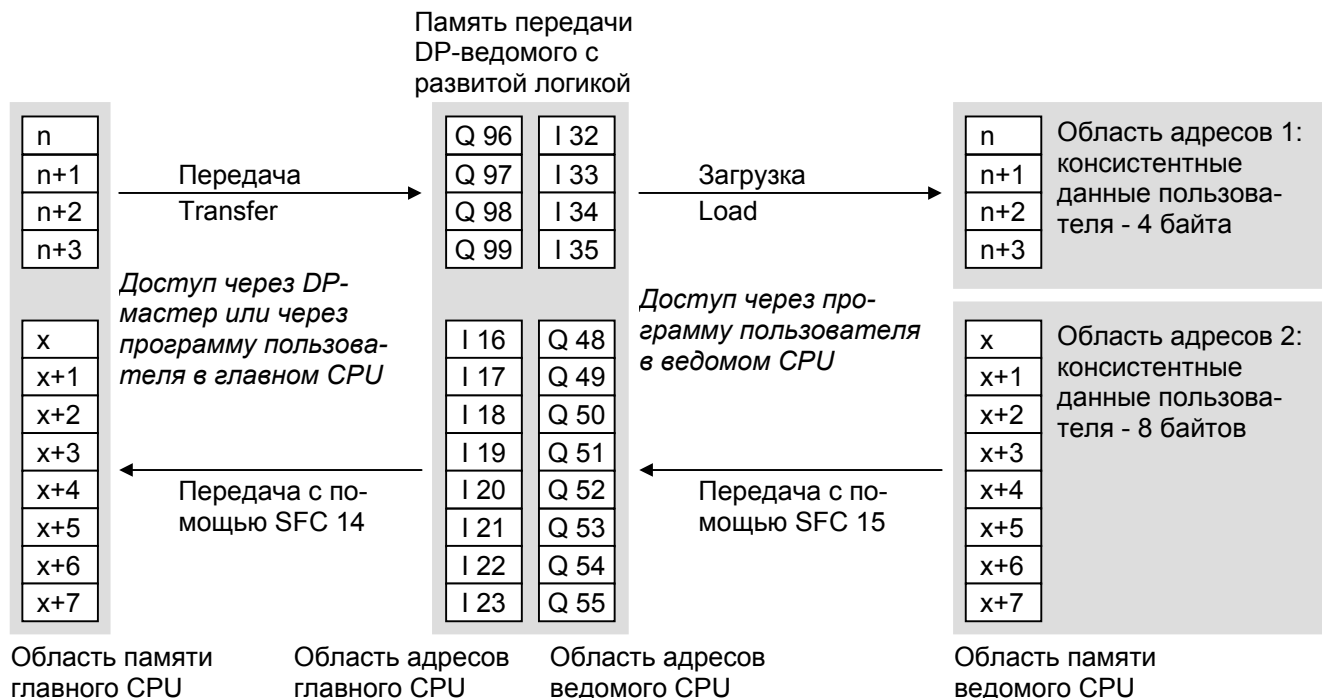 Память передачи
DP-ведомого с
развитой логикой
n
n+1
n+2
n+3
Передача
Transfer
Q 96 I 32
Q 97 I 33
Q 98 I 34
Q 99 I 35
Загрузка
Load
n
n+1
n+2
n+3
Область адресов 1:
консистентные
данные пользова-
теля - 4 байта
Доступ через DP-
мастер или через
программу пользова-
теля в главном CPU
Доступ через про-
грамму пользователя
в ведомом CPU
x
x+1
x+2
x+3
x+4
x+5
x+6
x+7
Передача с по-
мощью SFC 14
I 16 Q 48
I 17 Q 49
I 18 Q 50
I 19 Q 51
I 20 Q 52
I 21 Q 53
I 22 Q 54
I 23 Q 55
Передача с по-
мощью SFC 15
x
x+1
x+2
x+3
x+4
x+5
x+6
x+7
Область адресов 2:
консистентные
данные пользова-
теля - 8 байтов
Область памяти
главного CPU
Область адресов
главного CPU
Область адресов
ведомого CPU
Область памяти
ведомого CPU